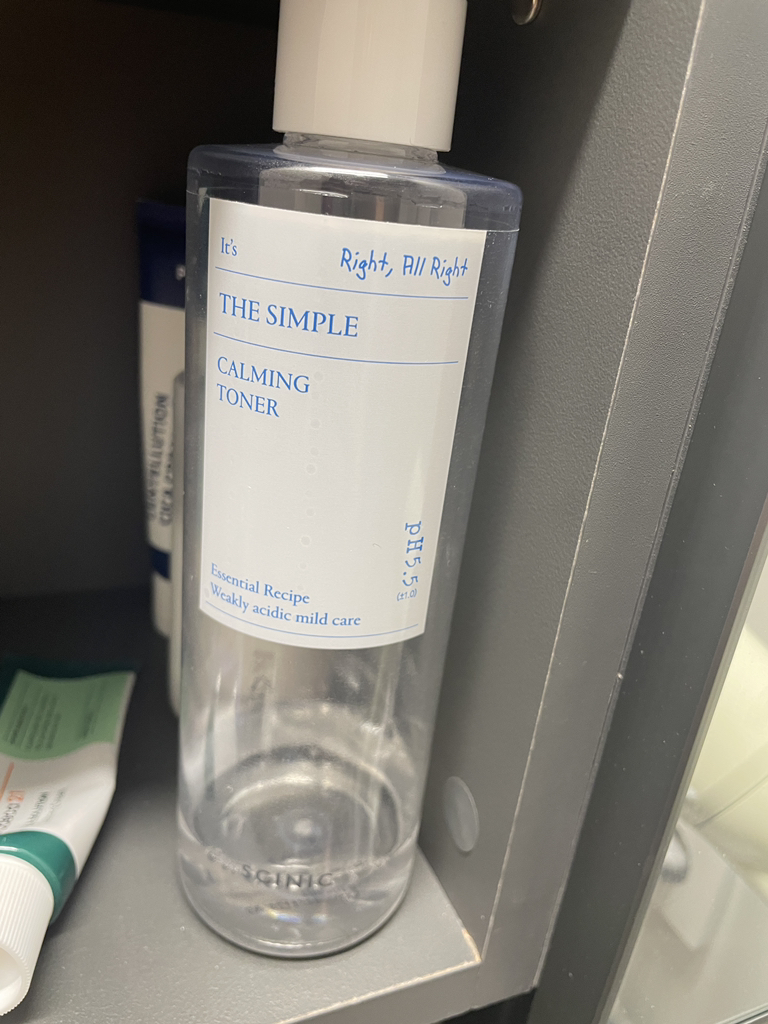 It's
Right, All Right
THE SIMPLE
CALMING
TONER
pH5.5
(±1.0)
Essential Recipe
Weakly acidic mild care
SCINIC